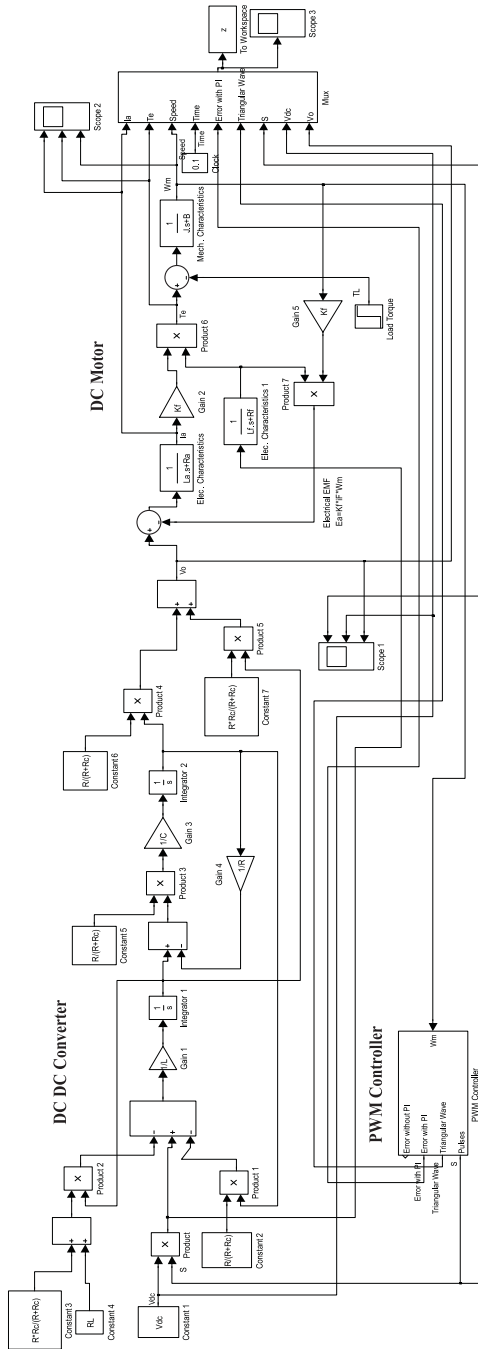 DC DC Converter
DC Motor
PWM Controller
R*Rc/(R+Rc)
Constant 3
RL
Constant 4
Product 2
Vdc
Constant 1
Vdc
S
Product
R/(R+Rc)
Constant 2
Product 1
1/L
Gain 1
1
s
Integrator 1
R/(R+Rc)
Constant 5
Product 3
1/C
Gain 3
1
s
Integrator 2
1/R
Gain 4
R/(R+Rc)
Constant 6
Product 4
R*Rc/(R+Rc)
Constant 7
Product 5
Vo
1
La.s+Ra
Elec. Characteristics
Ia
Kf
Gain 2
1
Lf.s+Rf
Elec. Characteristics 1
Product 6
Te
Product 7
Electrical EMF
Ea=Kf*iF*Wm
Kf
Gain 5
TL
Load Torque
1
J.s+B
Mech. Characteristics
Wm
Speed
Time
0.1
Clock
Scope 2
Ia
Te
Speed
Time
Error with PI
Triangular Wave
S
Vdc
Vo
Mux
z
To Workspace
Scope 3
Scope 1
Wm
Error without PI
Error with PI
Triangular Wave
Pulses
PWM Controller
Error with PI
Triangular Wave
S